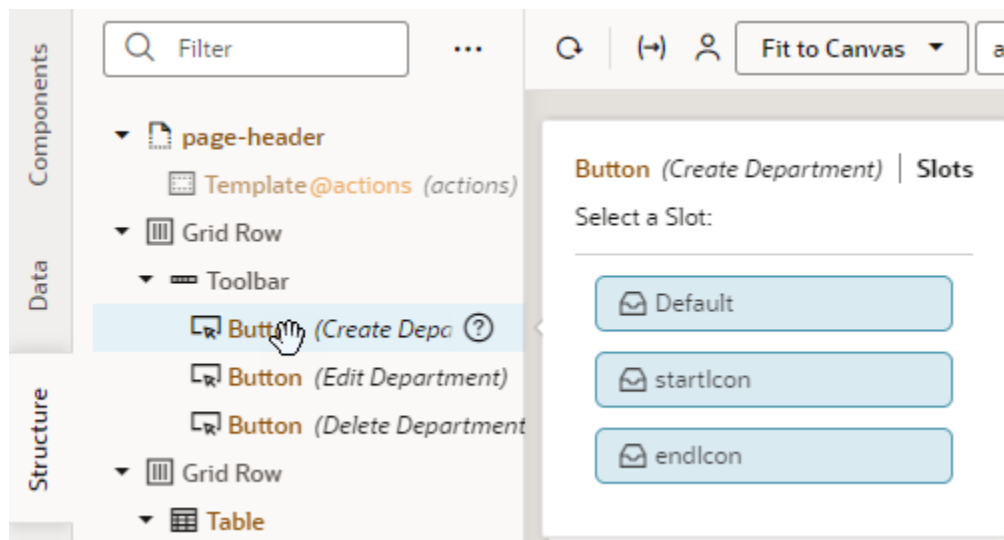 Components
Data
Structure
Filter
page-header
Template@actions (actions)
Grid Row
Toolbar
Button (Create Depa
Button (Edit Department)
Button (Delete Department
Grid Row
Table
Fit to Canvas
a
Button (Create Department) | Slots
Select a Slot:
Default
startIcon
endIcon